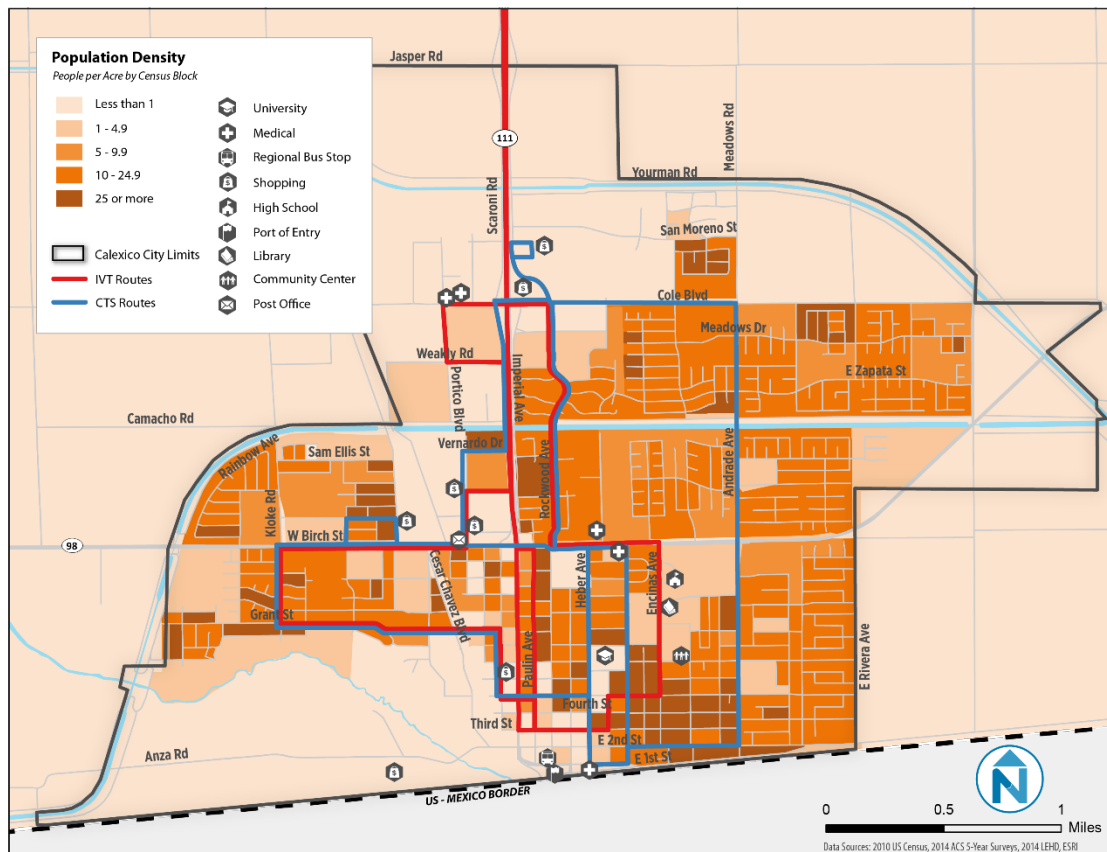 Population Density
People per Acre by Census Block
Less than 1
1 - 4.9
5 - 9.9
10 - 24.9
25 or more
Calexico City Limits
IVT Routes
CTS Routes
University
Medical
Regional Bus Stop
Shopping
High School
Port of Entry
Library
Community Center
Post Office
Jasper Rd
111
Scaroni Rd
Meadows Rd
Yourman Rd
San Moreno St
Cole Blvd
Meadows Dr
Weakly Rd
E Zapata St
Portico Blvd
Imperial Ave
Camacho Rd
Vernardo Dr
Rainbow Ave
Sam Ellis St
Rockwood Ave
Andrade Ave
Kloke Rd
W Birch St
98
Cesar Chavez Blvd
Heber Ave
Encinas Ave
Grant St
Paulin Ave
E Rivera Ave
Fourth St
Third St
E 2nd St
E 1st St
Anza Rd
US - MEXICO BORDER
N
0 0.5 1
Miles
Data Sources: 2010 US Census, 2014 ACS 5-Year Surveys, 2014 LEHD, ESRI